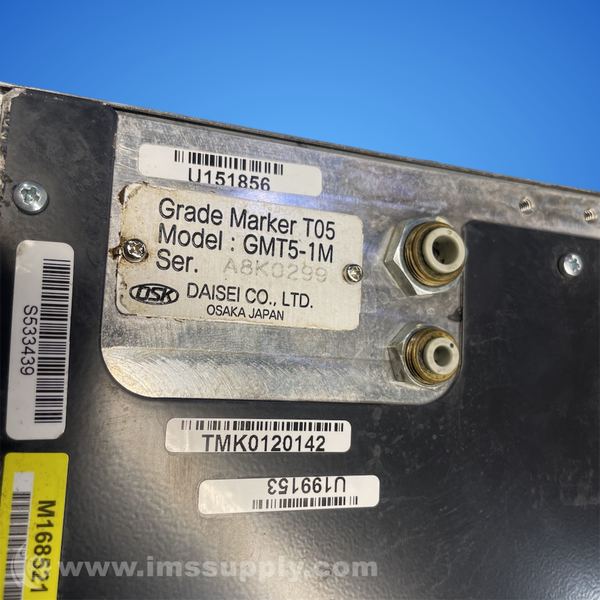 U151856
Grade Marker T05
Model : GMT5-1M
Ser. A8K0299
DSK DAISEI CO., LTD.
OSAKA JAPAN
S533439
TMK0120142
U199153
M168521
www.imssupply.com